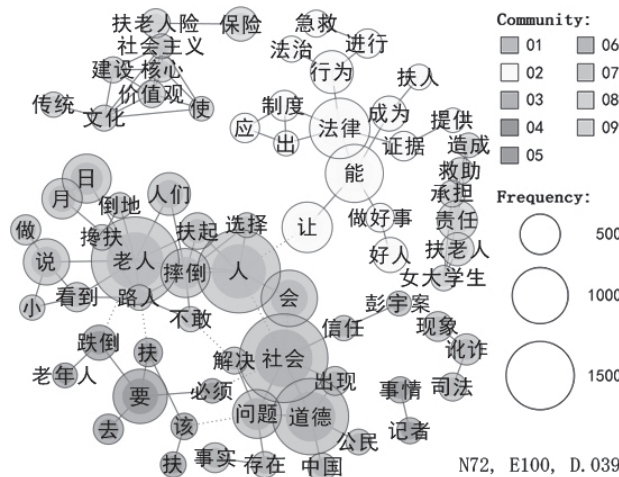 扶老人险
保险
社会主义
建设
核心
价值观
传统
文化
使
急救
法治
进行
行为
扶人
制度
法律
成为
应
出
证据
提供
能
造成
救助
承担
让
做好事
责任
好人
扶老人
女大学生
日
月
倒地
人们
做
搀扶
扶起
选择
说
老人
摔倒
人
小
看到
路人
不敢
会
彭宇案
信任
现象
跌倒
扶
解决
社会
讹诈
老年人
要
必须
出现
事情
司法
去
该
问题
道德
记者
扶
事实
存在
中国
公民
Community:
01
02
03
04
05
06
07
08
09
Frequency:
500
1000
1500
N72, E100, D.039